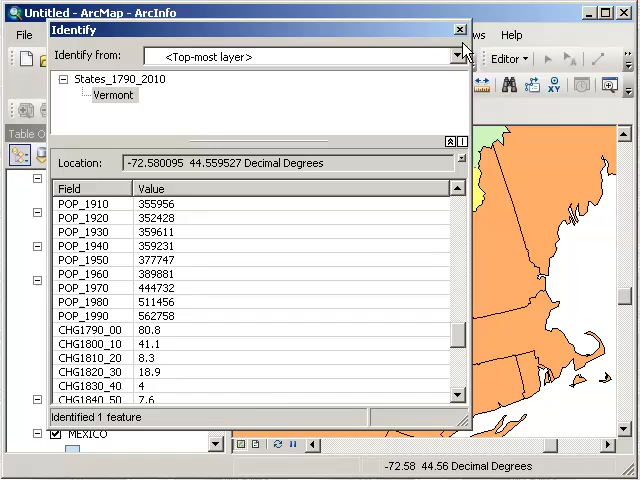 Untitled - ArcMap - ArcInfo
File
ws Help
Identify
Identify from: <Top-most layer>
Editor
States_1790_2010
Vermont
Table O
Location: -72.580095 44.559527 Decimal Degrees
Field Value
POP_1910 355956
POP_1920 352428
POP_1930 359611
POP_1940 359231
POP_1950 377747
POP_1960 389881
POP_1970 444732
POP_1980 511456
POP_1990 562758
CHG1790_00 80.8
CHG1800_10 41.1
CHG1810_20 8.3
CHG1820_30 18.9
CHG1830_40 4
CHG1840_50 7.6
Identified 1 feature
MEXICO
-72.58 44.56 Decimal Degrees